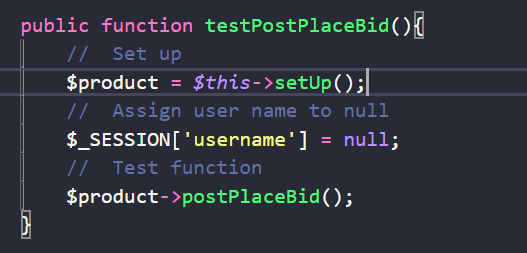 public function testPostPlaceBid(){
    //  Set up
    $product = $this->setUp();
    //  Assign user name to null
    $_SESSION['username'] = null;
    //  Test function
    $product->postPlaceBid();
}